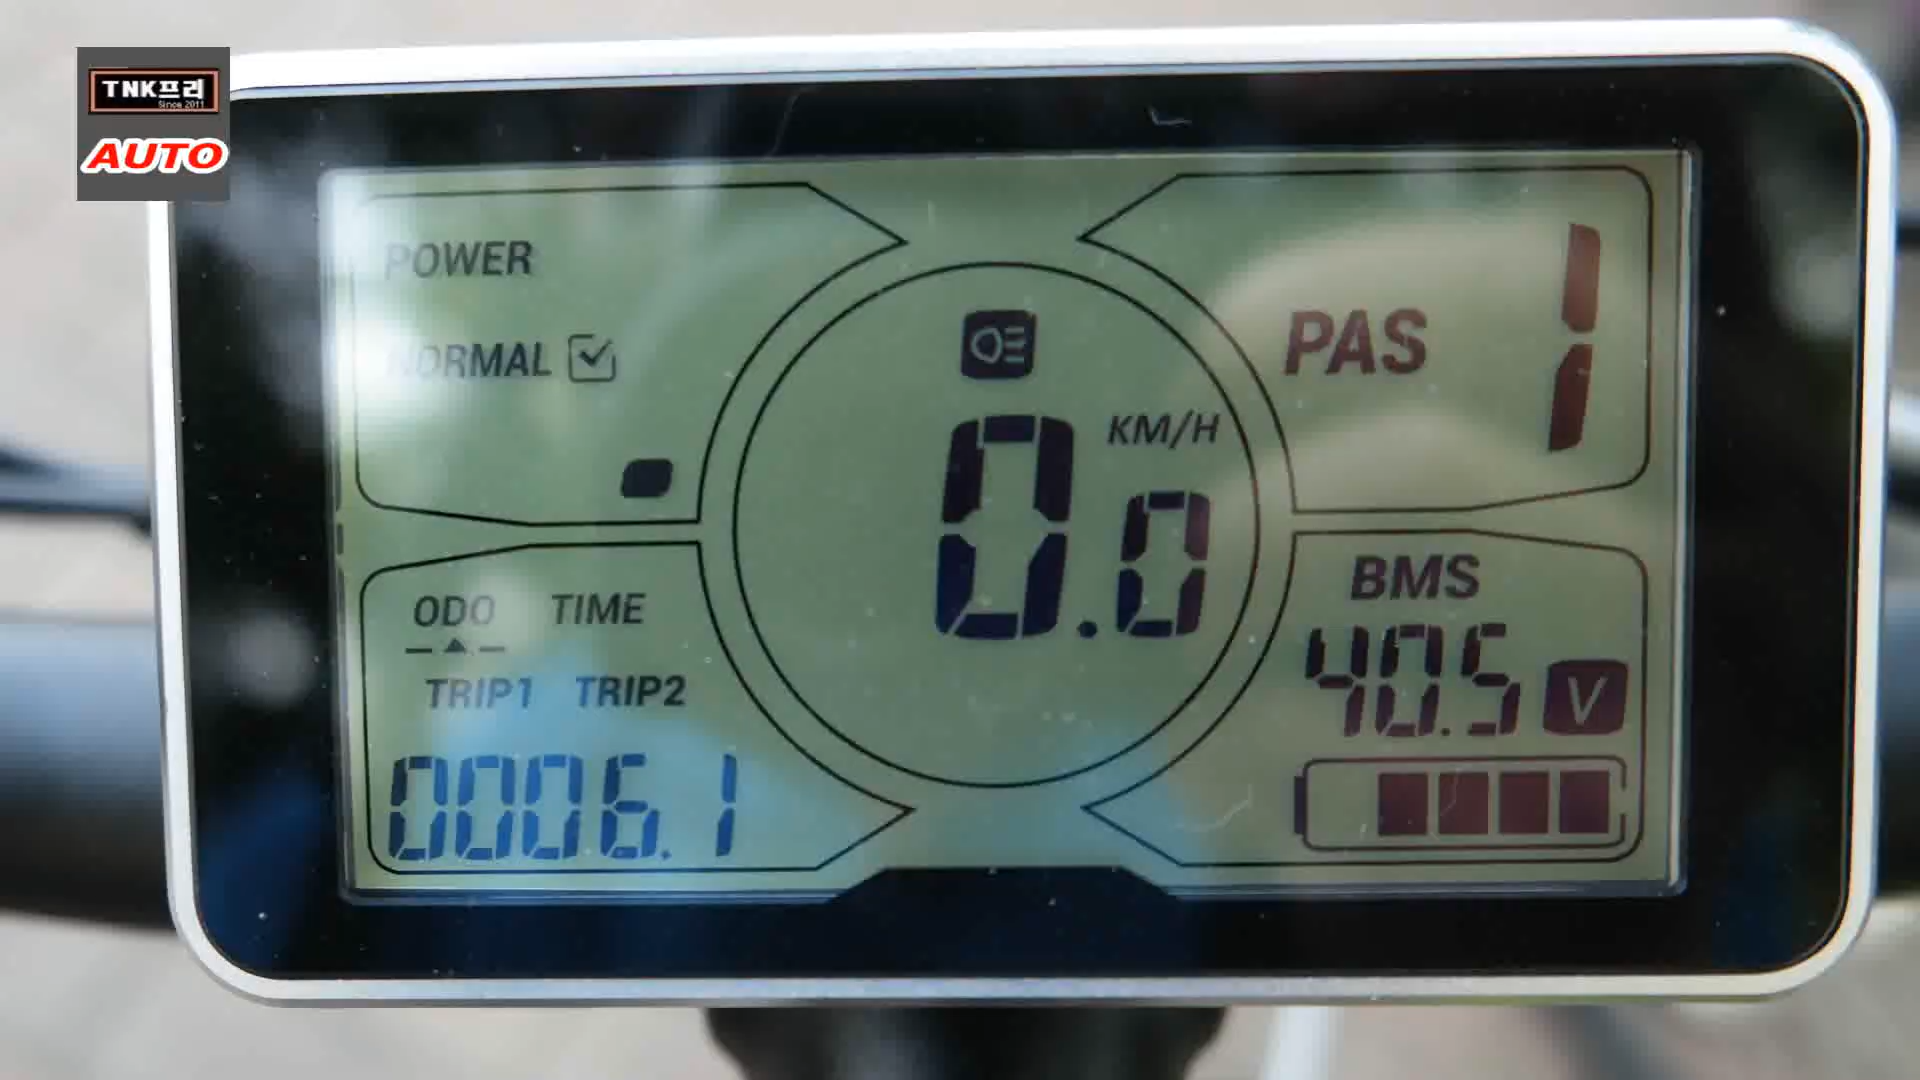 TNK프리
Since 2011
AUTO
POWER
NORMAL
KM/H
0.0
PAS 1
ODO TIME
TRIP1 TRIP2
0006.1
BMS
40.5 V